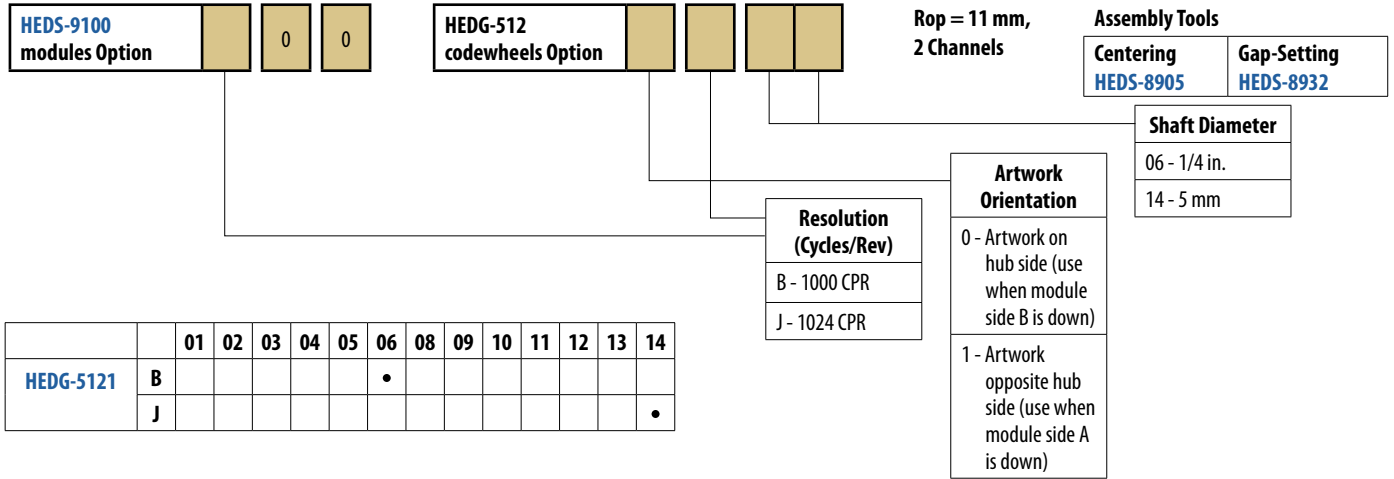 HEDS-9100
modules Option
0
0
HEDG-512
codewheels Option
Rop = 11 mm,
2 Channels
Assembly Tools
Centering
HEDS-8905
Gap-Setting
HEDS-8932
Shaft Diameter
06 - 1/4 in.
14 - 5 mm
Artwork
Orientation
0 - Artwork on
hub side (use
when module
side B is down)
1 - Artwork
opposite hub
side (use when
module side A
is down)
Resolution
(Cycles/Rev)
B - 1000 CPR
J - 1024 CPR
01 02 03 04 05 06 08 09 10 11 12 13 14
HEDG-5121 B •
J •